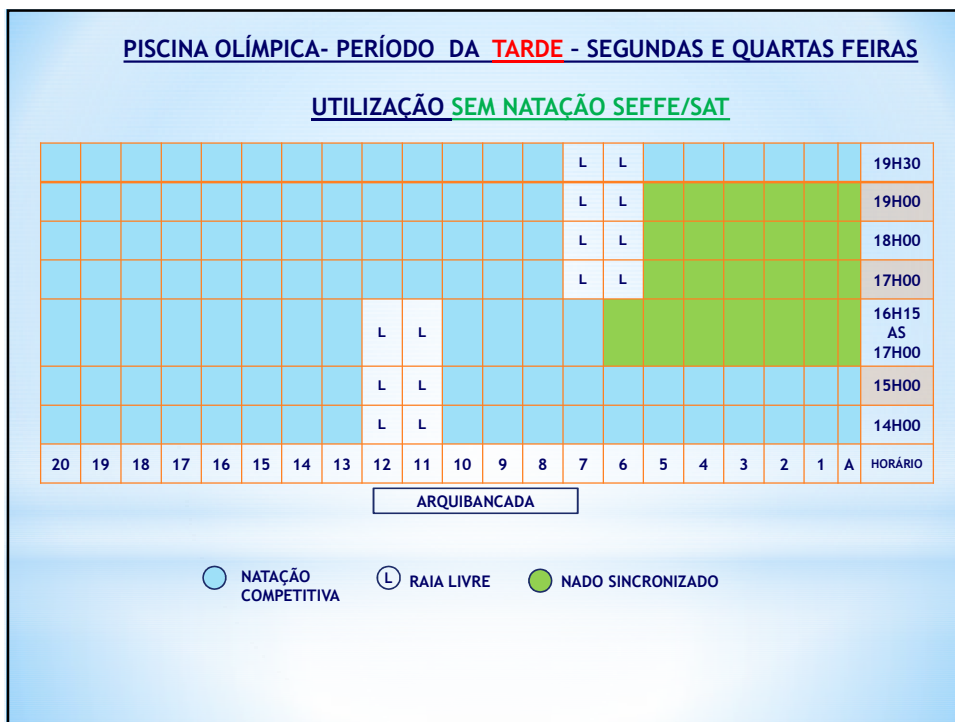 PISCINA OLÍMPICA- PERÍODO DA TARDE – SEGUNDAS E QUARTAS FEIRAS
UTILIZAÇÃO SEM NATAÇÃO SEFFE/SAT
L L 19H30
L L 19H00
L L 18H00
L L 17H00
L L 16H15
AS
17H00
L L 15H00
L L 14H00
20 19 18 17 16 15 14 13 12 11 10 9 8 7 6 5 4 3 2 1 A HORÁRIO
ARQUIBANCADA
NATAÇÃO
COMPETITIVA
L RAIA LIVRE
NADO SINCRONIZADO